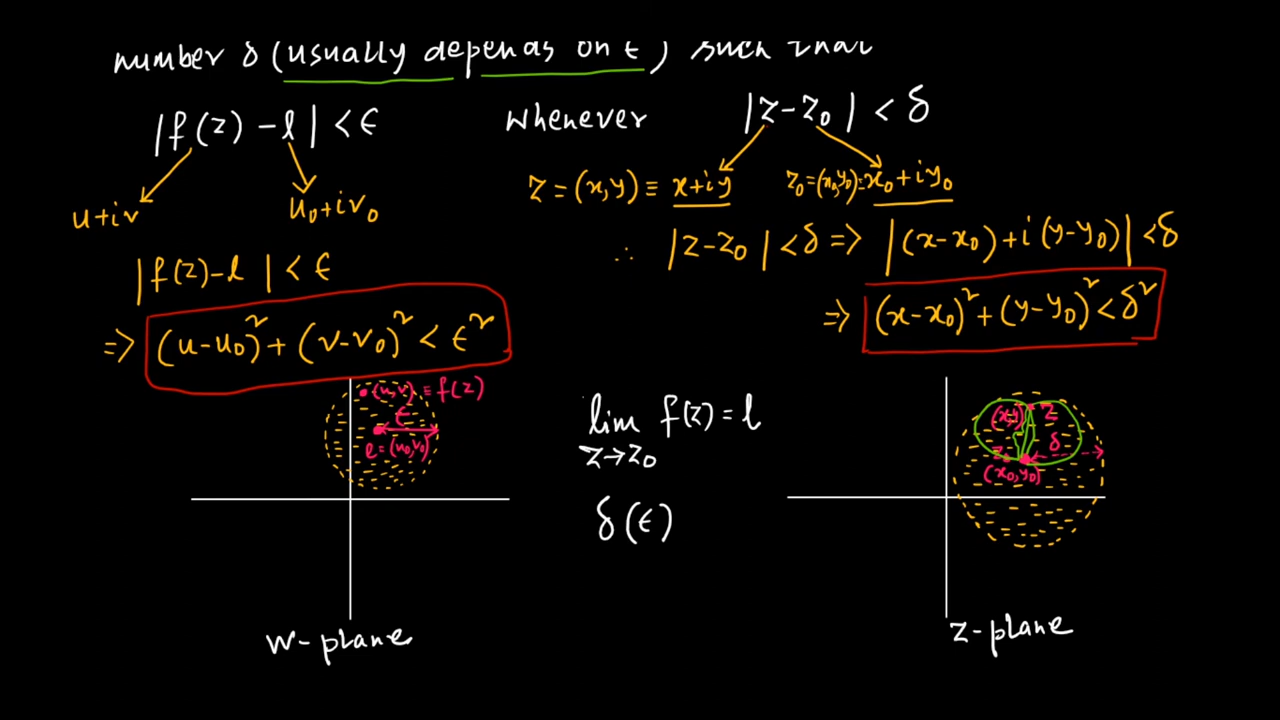 number δ (usually depends on ϵ) such that
|f(z) - l| < ϵ whenever |z - z₀| < δ
u+iv u₀+iv₀ z = (x,y) ≡ x+iy z₀ = (x₀,y₀) ≡ x₀+iy₀
|f(z) - l| < ϵ ∴ |z - z₀| < δ => |(x-x₀) + i(y-y₀)| < δ
=> (u-u₀)² + (v-v₀)² < ϵ² => (x-x₀)² + (y-y₀)² < δ²
(u,v) ≡ f(z)
ϵ
l = (u₀,v₀)
lim f(z) = l
z→z₀
δ(ϵ)
(x,y) z
δ
z₀
(x₀,y₀)
w-plane z-plane